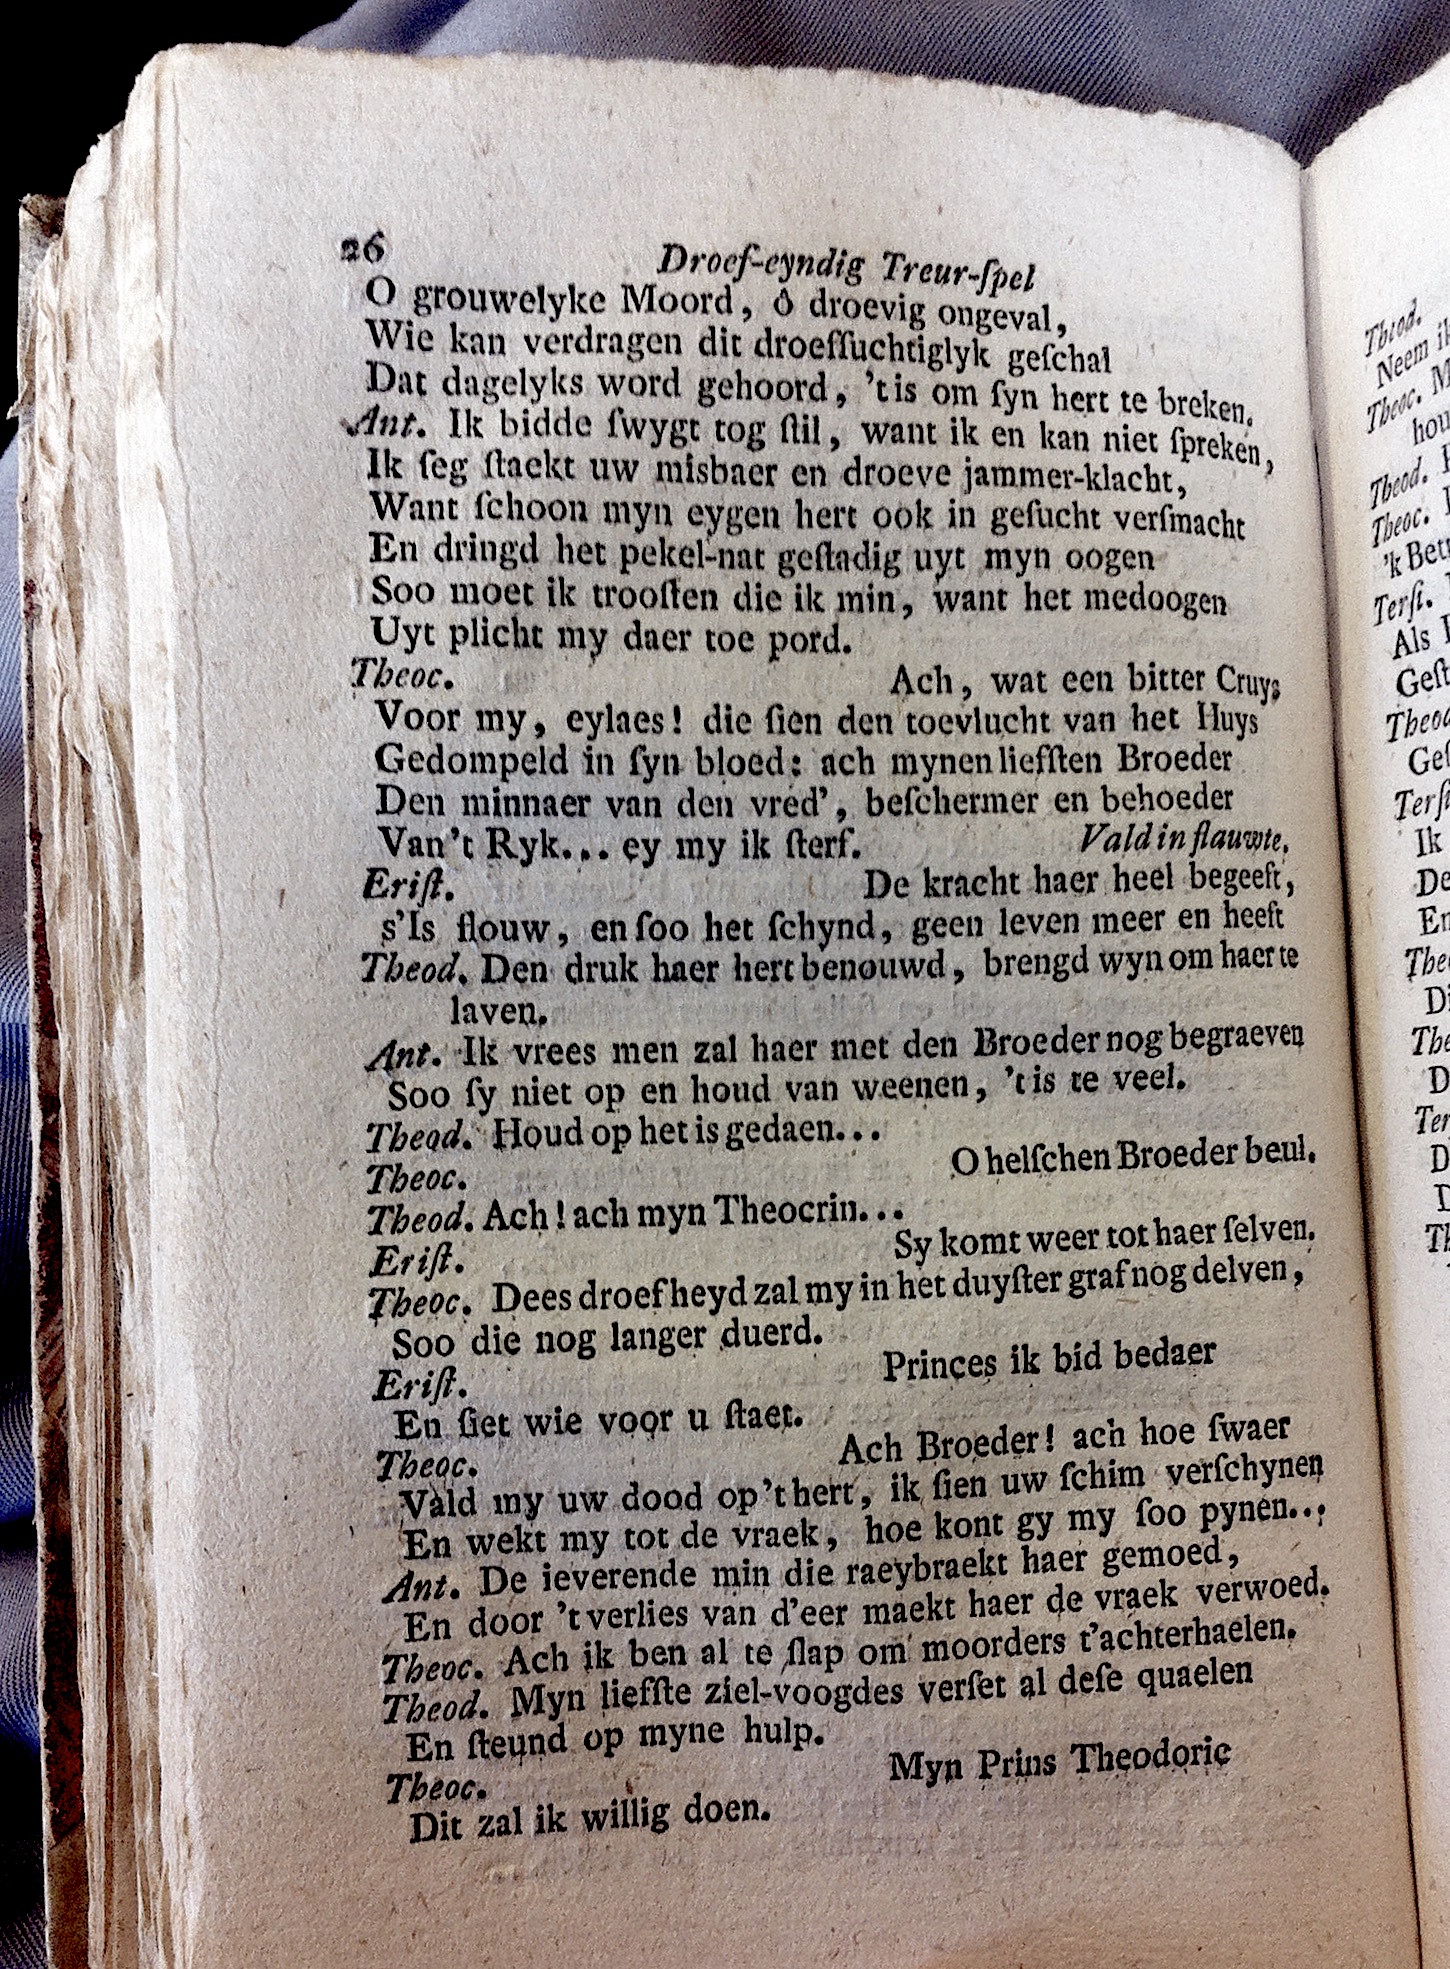 26
Droef-eyndig Treur-ſpel
O grouwelyke Moord, ô droevig ongeval,
Wie kan verdragen dit droefſuchtiglyk geſchal
Dat dagelyks word gehoord, 't is om ſyn hert te breken.
Ant. Ik bidde ſwygt tog ſtil, want ik en kan niet ſpreken,
Ik ſeg ſtaekt uw misbaer en droeve jammer-klacht,
Want ſchoon myn eygen hert ook in geſucht verſmacht
En dringd het pekel-nat geſtadig uyt myn oogen
Soo moet ik trooſten die ik min, want het medoogen
Uyt plicht my daer toe pord.
Theoc. Ach, wat een bitter Cruys
Voor my, eylaes! die ſien den toevlucht van het Huys
Gedompeld in ſyn bloed: ach mynen liefſten Broeder
Den minnaer van den vred', beſchermer en behoeder
Van 't Ryk... ey my ik ſterf. Vald in flauwte.
Eriſt. De kracht haer heel begeeft,
s'Is flouw, en ſoo het ſchynd, geen leven meer en heeft
Theod. Den druk haer hert benouwd, brengd wyn om haer te
laven.
Ant. Ik vrees men zal haer met den Broeder nog begraeven
Soo ſy niet op en houd van weenen, 't is te veel.
Theod. Houd op het is gedaen...
Theoc. O helſchen Broeder beul.
Theod. Ach! ach myn Theocrin...
Eriſt. Sy komt weer tot haer ſelven.
Theoc. Dees droefheyd zal my in het duyſter graf nog delven,
Soo die nog langer duerd.
Eriſt. Princes ik bid bedaer
En ſiet wie voor u ſtaet.
Theoc. Ach Broeder! ach hoe ſwaer
Vald my uw dood op 't hert, ik ſien uw ſchim verſchynen
En wekt my tot de vraek, hoe kont gy my ſoo pynen...
Ant. De ieverende min die raeybraekt haer gemoed,
En door 't verlies van d'eer maekt haer de vraek verwoed.
Theoc. Ach ik ben al te ſlap om moorders t'achterhaelen.
Theod. Myn liefſte ziel-voogdes verſet al deſe quaelen
En ſteund op myne hulp.
Theoc. Myn Prins Theodoric
Dit zal ik willig doen.
Theod.
Neem
Theoc.
Theod.
Theoc.
Terſt.
Als
Theoc.
Ik
Ter